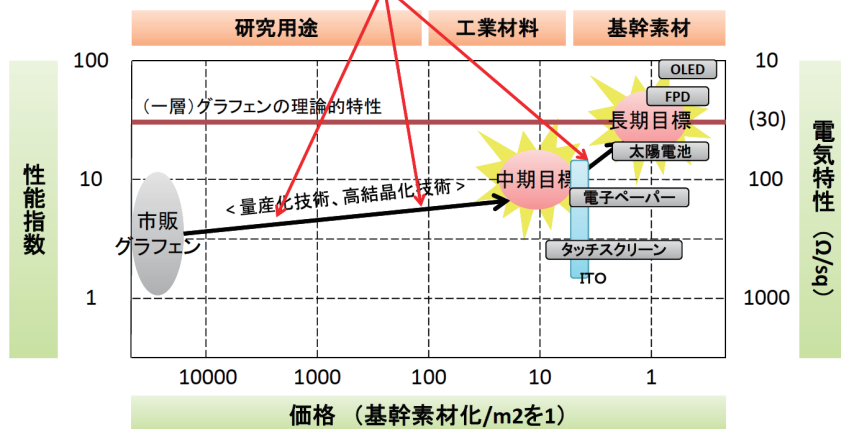 研究用途
工業材料
基幹素材
100
10
1
性能指数
10
(30)
100
1000
電気特性 (Ω/sq)
OLED
FPD
(一層)グラフェンの理論的特性
長期目標
太陽電池
中期目標
電子ペーパー
<量産化技術、高結晶化技術>
市販
グラフェン
タッチスクリーン
ITO
10000
1000
100
10
1
価格 (基幹素材化/m2を1)